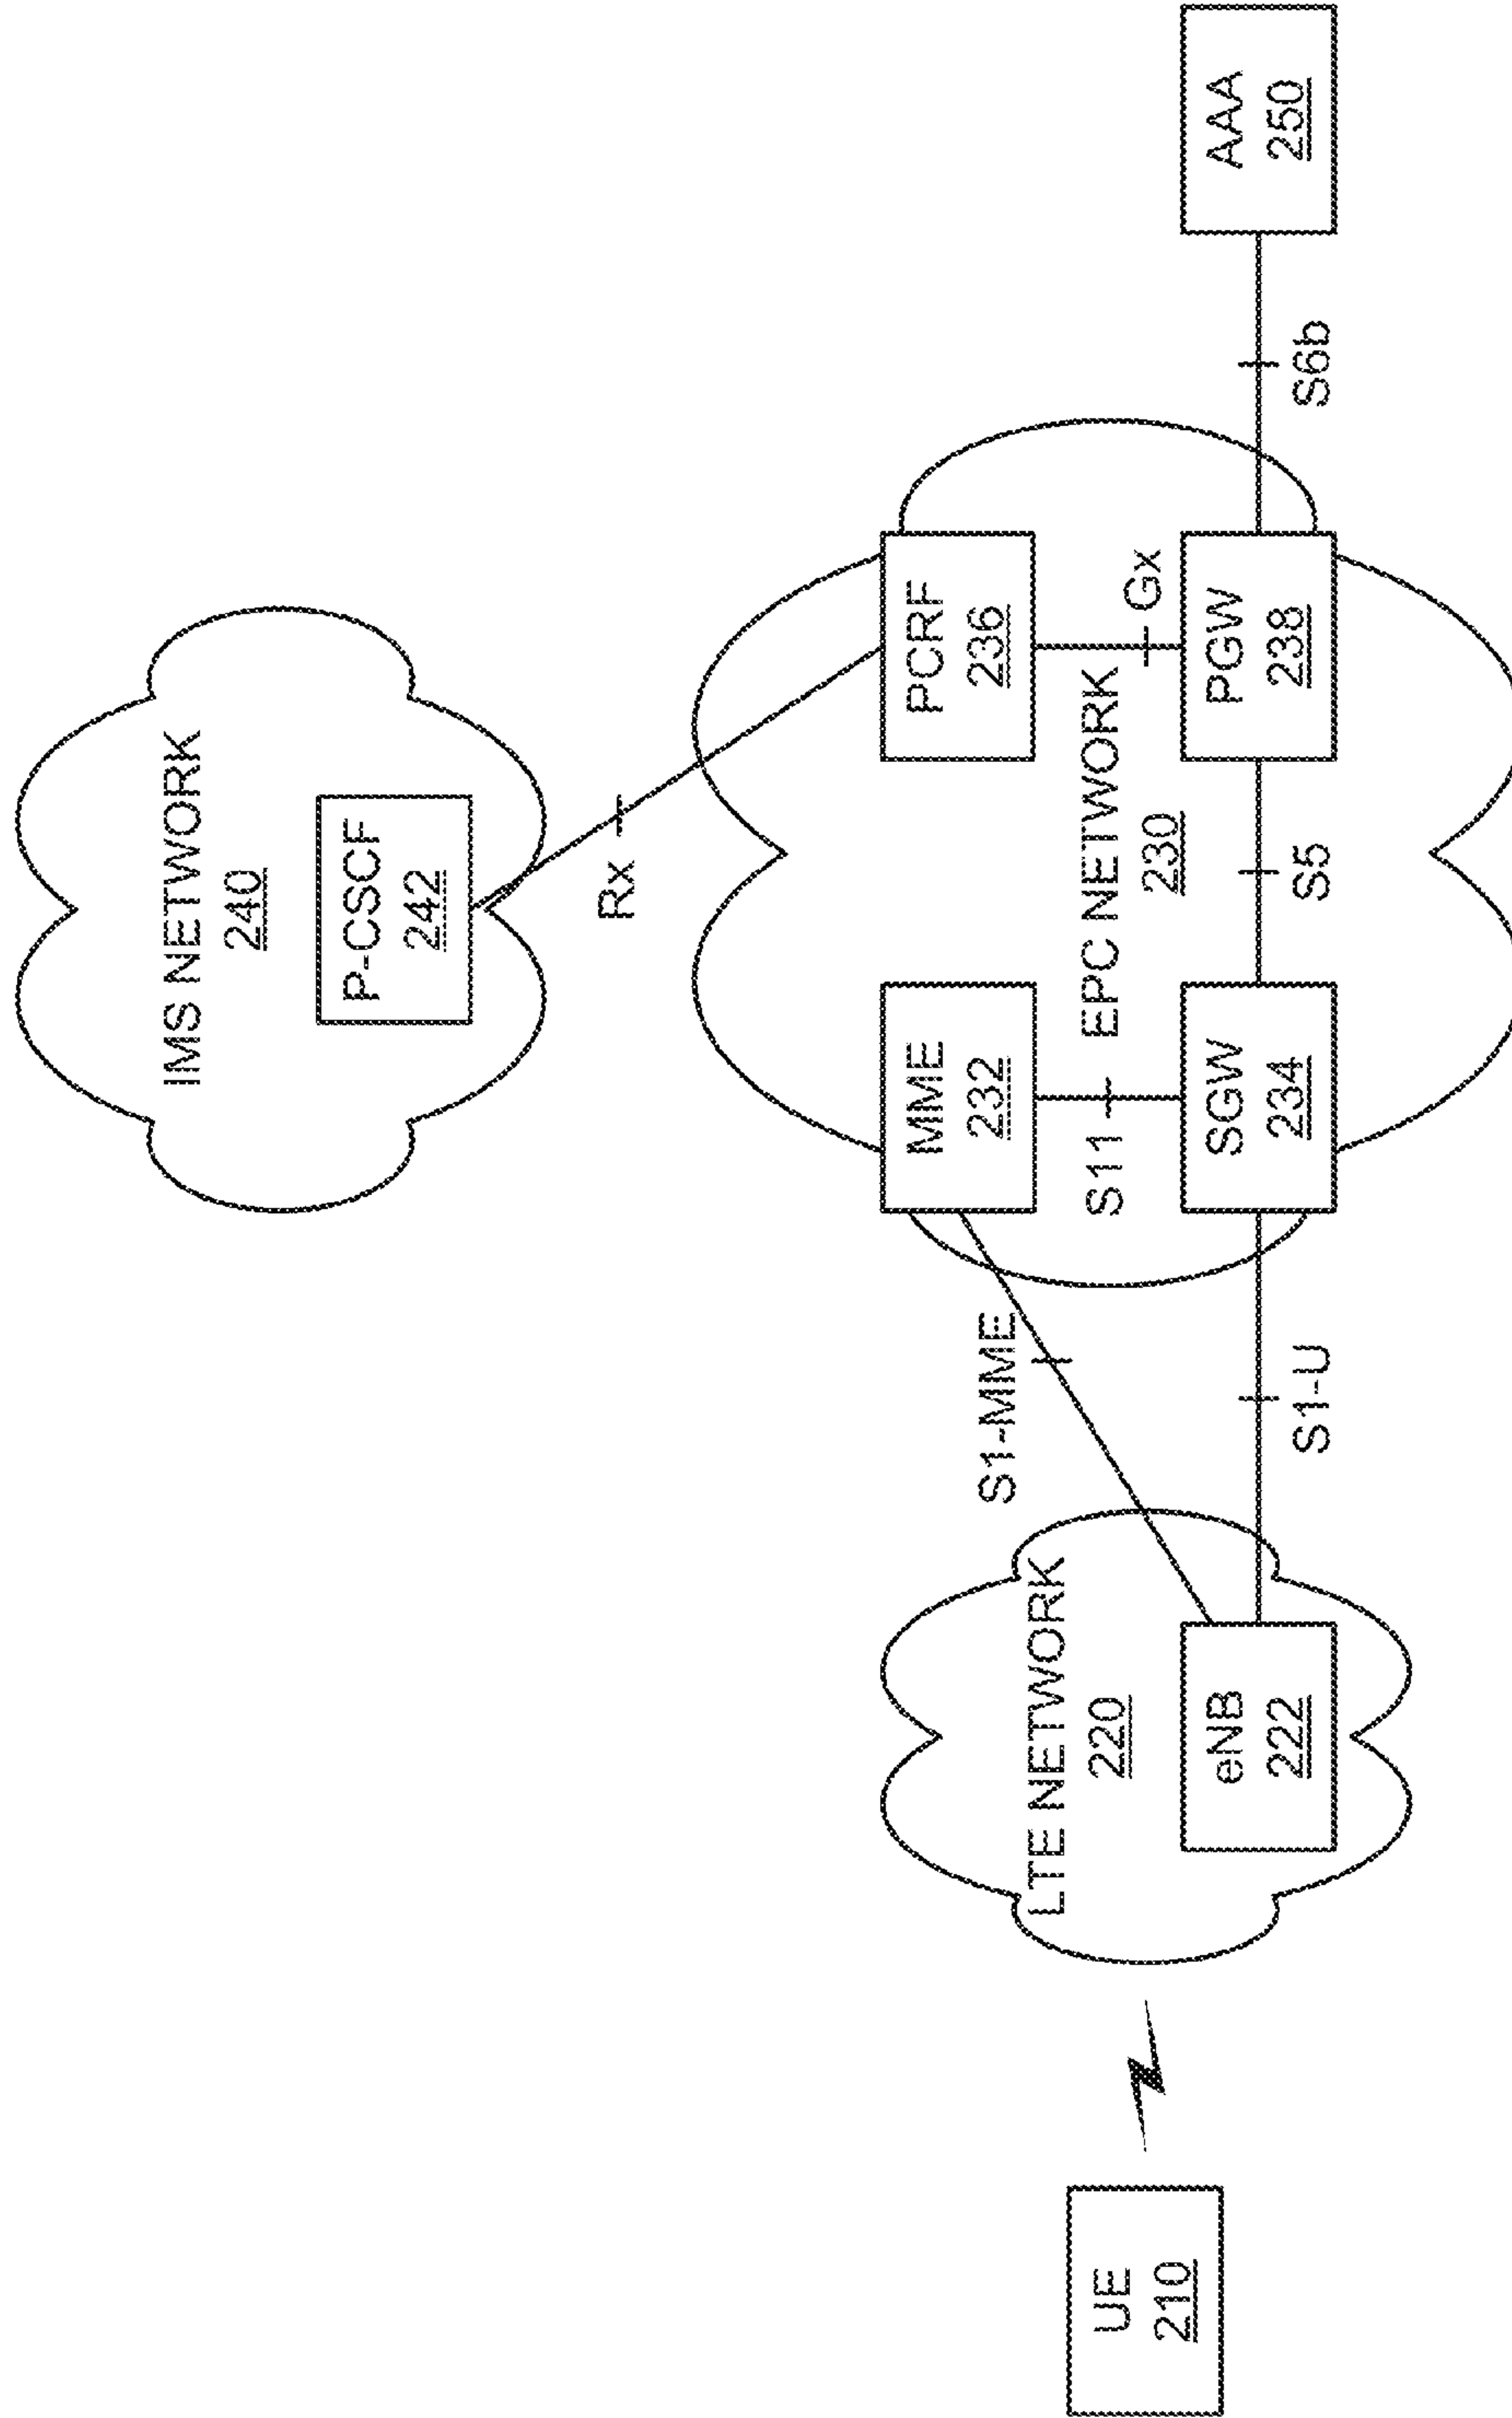 IMS NETWORK
240
P-CSCF
242
Rx
MME
232
PCRF
236
S1-MME
S11
EPC NETWORK
230
Gx
LTE NETWORK
220
UE
210
eNB
222
S1-U
SGW
234
S5
PGW
238
S6b
AAA
250